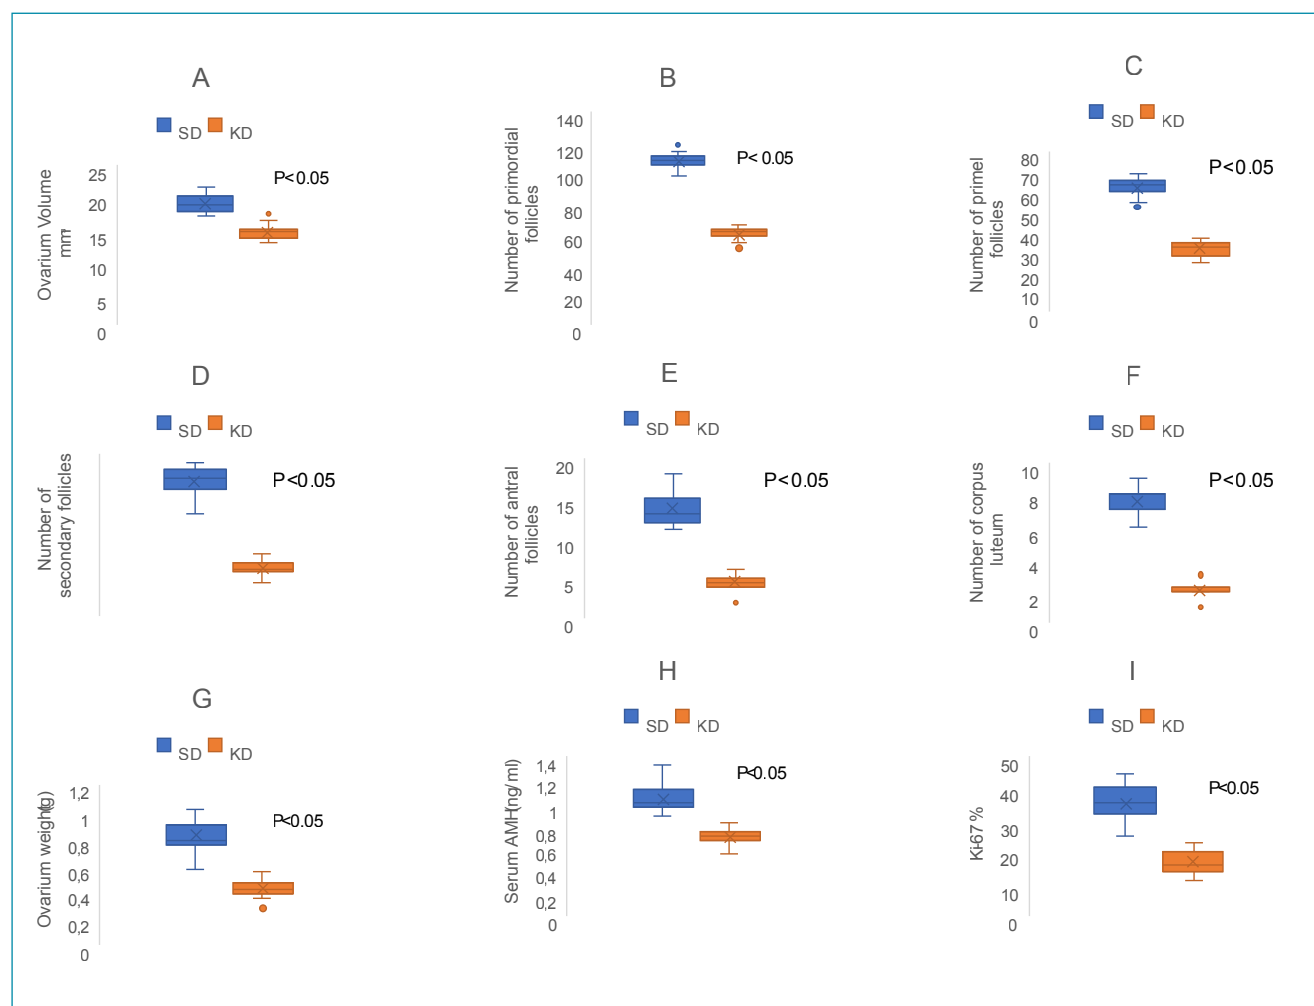 A
SD KD
P<0.05
Ovarium Volume
mm³
25
20
15
10
5
0
B
P<0.05
Number of primordial
follicles
140
120
100
80
60
40
20
0
C
SD KD
P<0.05
Number of primel
follicles
80
70
60
50
40
30
20
10
0
D
SD KD
P<0.05
Number of
secondary follicles
E
SD KD
P<0.05
Number of antral
follicles
20
15
10
5
0
F
SD KD
P<0.05
Number of corpus
luteum
10
8
6
4
2
0
G
SD KD
P<0.05
Ovarium weight(g)
1,2
1
0,8
0,6
0,4
0,2
0
H
SD KD
P<0.05
Serum AMH(ng/ml)
1,4
1,2
1
0,8
0,6
0,4
0,2
0
I
SD KD
P<0.05
Ki-67 %
50
40
30
20
10
0